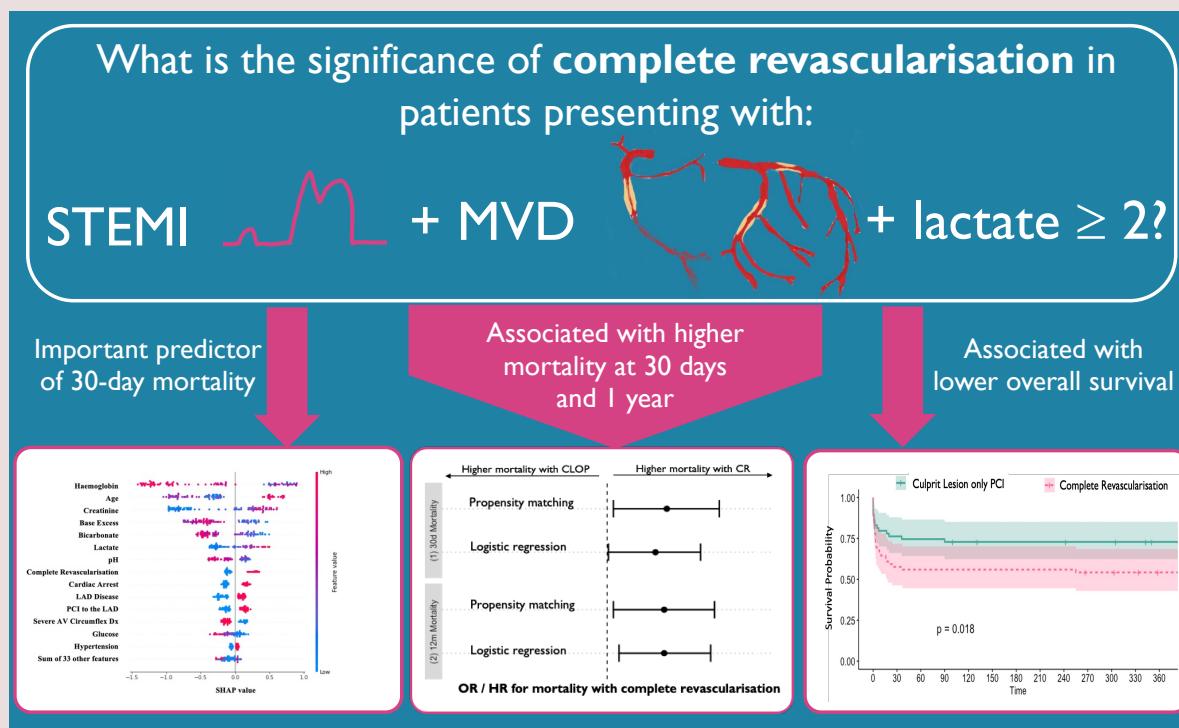 What is the significance of complete revascularisation in
patients presenting with:
STEMI + MVD + lactate ≥ 2?
Important predictor
of 30-day mortality
Associated with higher
mortality at 30 days
and 1 year
Associated with
lower overall survival
Haemoglobin
Age
Creatinine
Base Excess
Bicarbonate
Lactate
pH
Complete Revascularisation
Cardiac Arrest
LAD Disease
PCI to the LAD
Severe AV Circumflex Dx
Glucose
Hypertension
Sum of 33 other features
−1.5 −1.0 −0.5 0.0 0.5 1.0
SHAP value
High
Feature value
Low
Higher mortality with CLOP Higher mortality with CR
(1) 30d Mortality
Propensity matching
Logistic regression
(2) 12m Mortality
Propensity matching
Logistic regression
OR / HR for mortality with complete revascularisation
Culprit Lesion only PCI Complete Revascularisation
Survival Probability
1.00
0.75
0.50
0.25
0.00
p = 0.018
0 30 60 90 120 150 180 210 240 270 300 330 360
Time